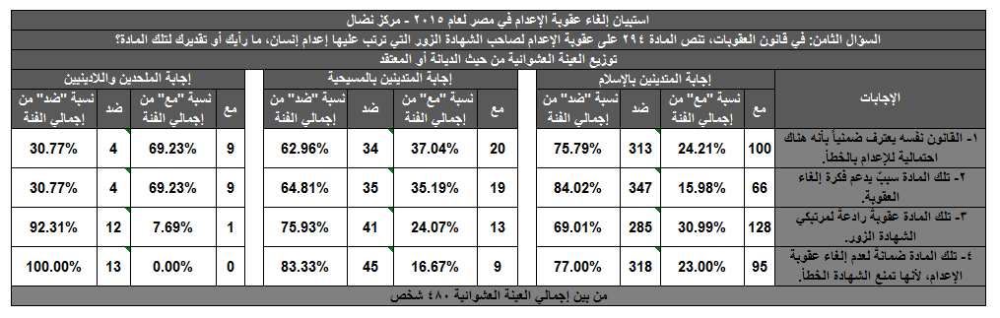 استبيان إلغاء عقوبة الإعدام في مصر لعام ٢٠١٥ - مركز نضال
السؤال الثامن: في قانون العقوبات، تنص المادة ٢٩٤ على عقوبة الإعدام لصاحب الشهادة الزور التي ترتب عليها إعدام إنسان، ما رأيك أو تقديرك لتلك المادة؟
توزيع العينة العشوائية من حيث الديانة أو المعتقد
الإجابات إجابة المتدينين بالإسلام إجابة المتدينين بالمسيحية إجابة الملحدين واللادينيين
مع نسبة "مع" من إجمالي الفئة ضد نسبة "ضد" من إجمالي الفئة مع نسبة "مع" من إجمالي الفئة ضد نسبة "ضد" من إجمالي الفئة مع نسبة "مع" من إجمالي الفئة ضد نسبة "ضد" من إجمالي الفئة
١- القانون نفسه يعترف ضمنياً بأنه هناك
احتمالية للإعدام بالخطأ.
100 24.21% 313 75.79% 20 37.04% 34 62.96% 9 69.23% 4 30.77%
٢- تلك المادة سببٌ يدعم فكرة إلغاء
العقوبة.
66 15.98% 347 84.02% 19 35.19% 35 64.81% 9 69.23% 4 30.77%
٣- تلك المادة عقوبة رادعة لمرتكبي
الشهادة الزور.
128 30.99% 285 69.01% 13 24.07% 41 75.93% 1 7.69% 12 92.31%
٤- تلك المادة ضمانة لعدم إلغاء عقوبة
الإعدام، لأنها تمنع الشهادة الخطأ.
95 23.00% 318 77.00% 9 16.67% 45 83.33% 0 0.00% 13 100.00%
من بين إجمالي العينة العشوائية ٤٨٠ شخص